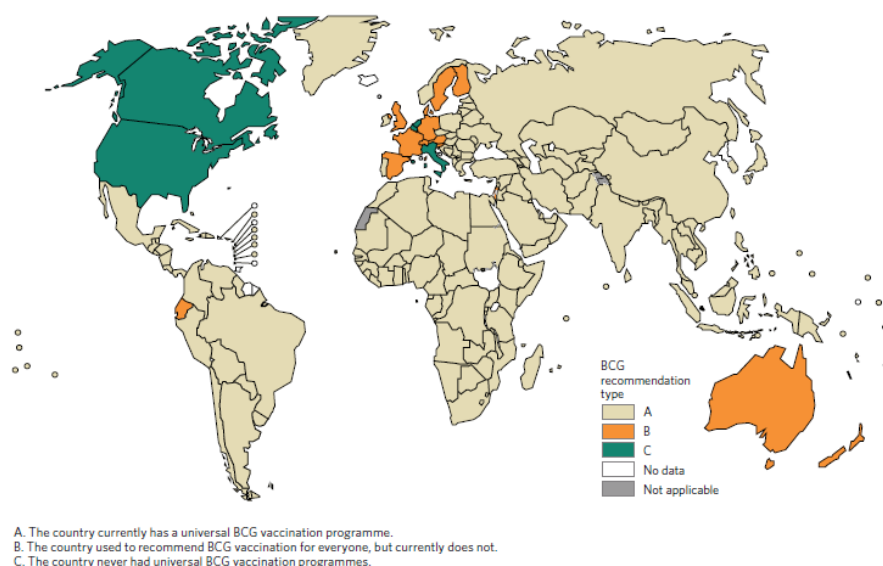 BCG
recommendation
type
A
B
C
No data
Not applicable
A. The country currently has a universal BCG vaccination programme.
B. The country used to recommend BCG vaccination for everyone, but currently does not.
C. The country never had universal BCG vaccination programmes.